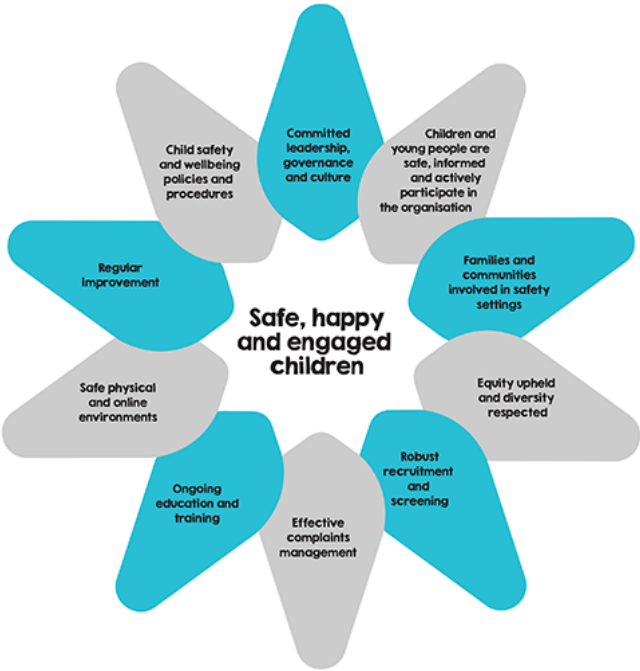 Committed
leadership,
governance
and culture
Children and
young people are
safe, informed
and actively
participate in
the organisation
Families and
communities
involved in safety
settings
Equity upheld
and diversity
respected
Robust
recruitment
and
screening
Effective
complaints
management
Ongoing
education and
training
Safe physical
and online
environments
Regular
improvement
Child safety
and wellbeing
policies and
procedures
Safe, happy
and engaged
children